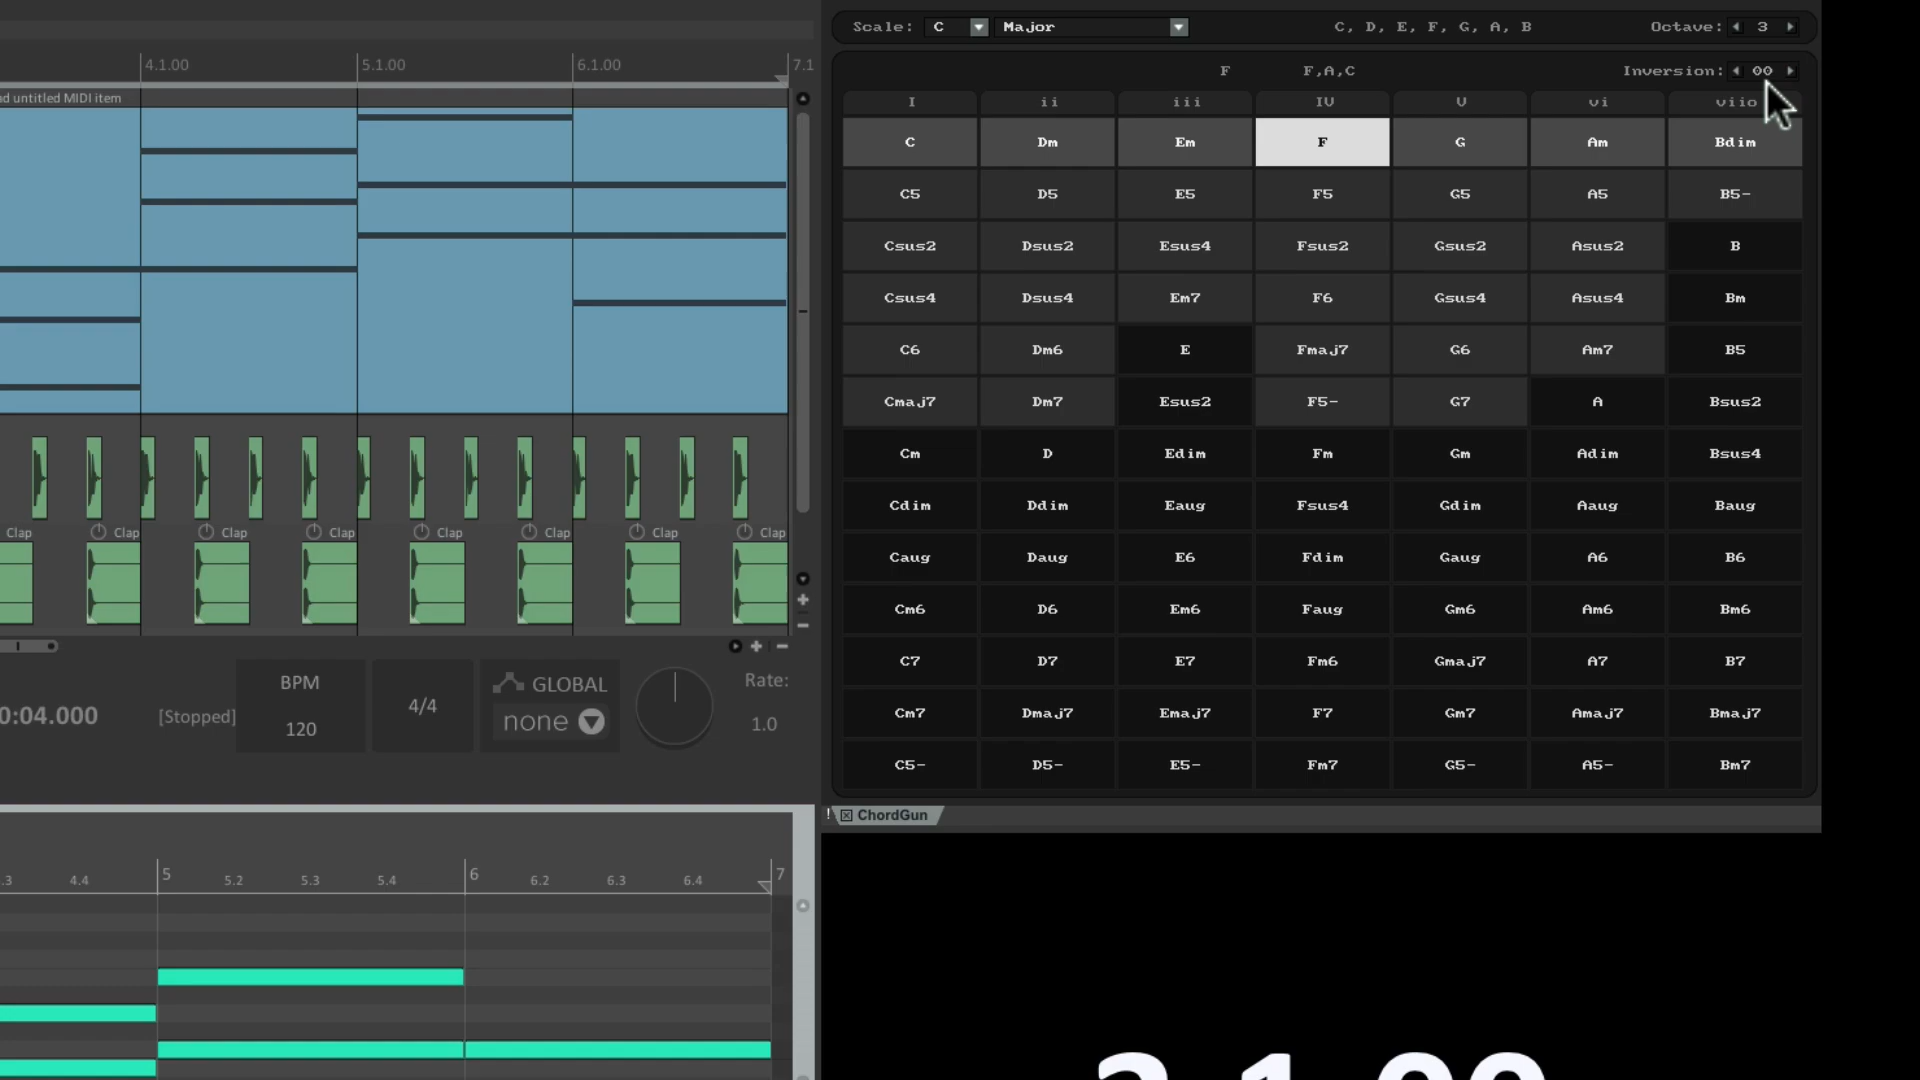 Scale: C Major C, D, E, F, G, A, B Octave: 3
4.1.00 5.1.00 6.1.00 7.1
F F,A,C Inversion: 00
untitled MIDI item
I ii iii IV V vi viio
C Dm Em F G Am Bdim
C5 D5 E5 F5 G5 A5 B5-
Csus2 Dsus2 Esus4 Fsus2 Gsus2 Asus2 B
Csus4 Dsus4 Em7 F6 Gsus4 Asus4 Bm
C6 Dm6 E Fmaj7 G6 Am7 B5
Cmaj7 Dm7 Esus2 F5- G7 A Bsus2
Cm D Edim Fm Gm Adim Bsus4
Cdim Ddim Eaug Fsus4 Gdim Aaug Baug
Clap Clap Clap Clap Clap Clap Clap Clap
Caug Daug E6 Fdim Gaug A6 B6
Cm6 D6 Em6 Faug Gm6 Am6 Bm6
C7 D7 E7 Fm6 Gmaj7 A7 B7
Cm7 Dmaj7 Emaj7 F7 Gm7 Amaj7 Bmaj7
C5- D5- E5- Fm7 G5- A5- Bm7
BPM GLOBAL Rate:
0:04.000 [Stopped] 120 4/4 none 1.0
! ChordGun
5 6 7
.3 4.4 5.2 5.3 5.4 6.2 6.3 6.4